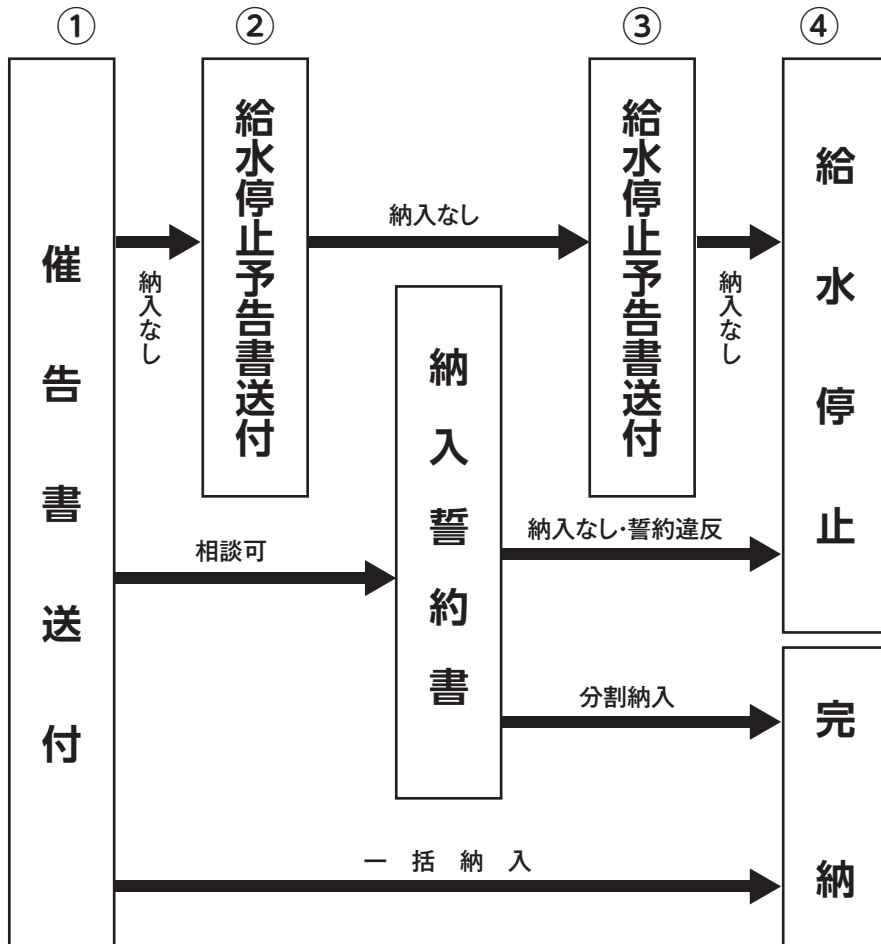 ①
②
③
④
催告書送付
納入なし
給水停止予告書送付
納入なし
給水停止予告書送付
納入なし
給水停止
相談可
納入誓約書
納入なし・誓約違反
分割納入
一括納入
完納